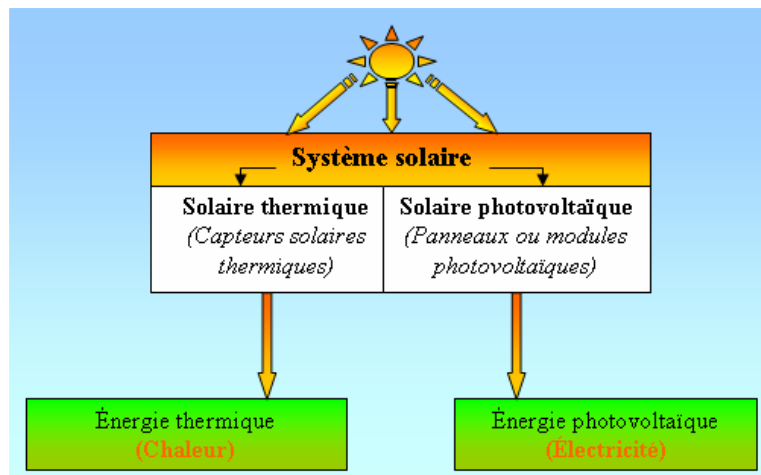 Système solaire
Solaire thermique
(Capteurs solaires
thermiques)
Solaire photovoltaïque
(Panneaux ou modules
photovoltaïques)
Énergie thermique
(Chaleur)
Énergie photovoltaïque
(Électricité)